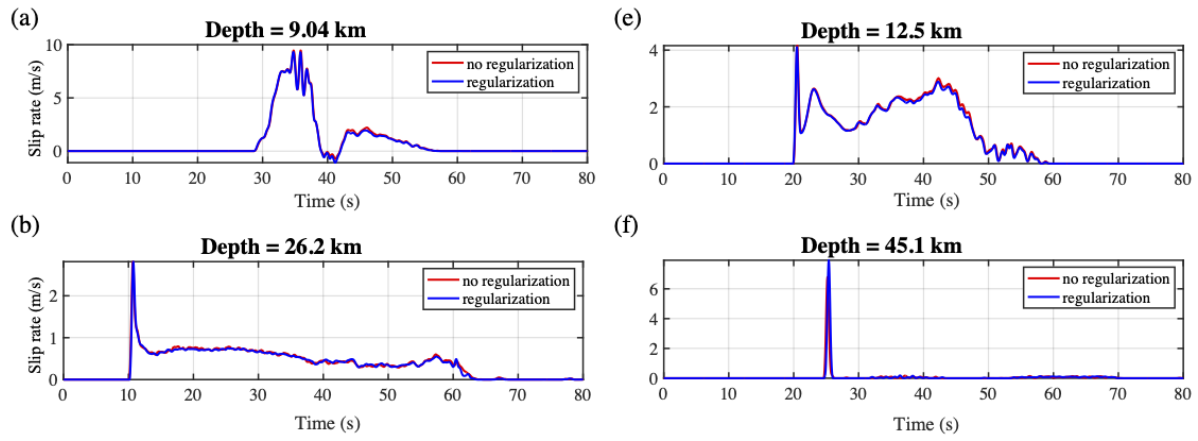 (a)
Depth = 9.04 km
Slip rate (m/s)
10
5
0
no regularization
regularization
0 10 20 30 40 50 60 70 80
Time (s)
(e)
Depth = 12.5 km
4
2
0
no regularization
regularization
0 10 20 30 40 50 60 70 80
Time (s)
(b)
Depth = 26.2 km
Slip rate (m/s)
2
1
0
no regularization
regularization
0 10 20 30 40 50 60 70 80
Time (s)
(f)
Depth = 45.1 km
6
4
2
0
no regularization
regularization
0 10 20 30 40 50 60 70 80
Time (s)